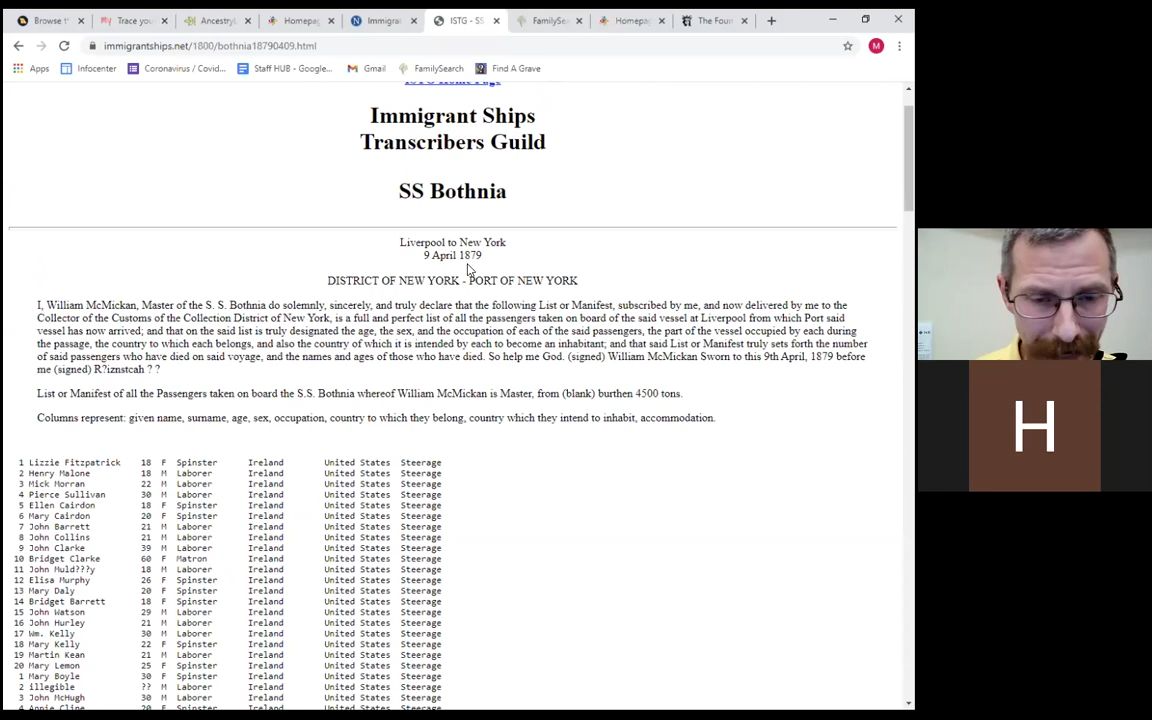 Browse t
Trace you
AncestryL
Homepag
Immigran
ISTG - SS
FamilySea
Homepag
The Foun
immigrantships.net/1800/bothnia18790409.html
M
Apps
Infocenter
Coronavirus / Covid...
Staff HUB - Google...
Gmail
FamilySearch
Find A Grave
ISTG Home Page
Immigrant Ships
Transcribers Guild
SS Bothnia
Liverpool to New York
9 April 1879
DISTRICT OF NEW YORK - PORT OF NEW YORK
I, William McMickan, Master of the S. S. Bothnia do solemnly, sincerely, and truly declare that the following List or Manifest, subscribed by me, and now delivered by me to the
Collector of the Customs of the Collection District of New York, is a full and perfect list of all the passengers taken on board of the said vessel at Liverpool from which Port said
vessel has now arrived; and that on the said list is truly designated the age, the sex, and the occupation of each of the said passengers, the part of the vessel occupied by each during
the passage, the country to which each belongs, and also the country of which it is intended by each to become an inhabitant; and that said List or Manifest truly sets forth the number
of said passengers who have died on said voyage, and the names and ages of those who have died. So help me God. (signed) William McMickan Sworn to this 9th April, 1879 before
me (signed) R?iznstcah ? ?
List or Manifest of all the Passengers taken on board the S.S. Bothnia whereof William McMickan is Master, from (blank) burthen 4500 tons.
Columns represent: given name, surname, age, sex, occupation, country to which they belong, country which they intend to inhabit, accommodation.
1 Lizzie Fitzpatrick 18 F Spinster Ireland United States Steerage
2 Henry Malone 18 M Laborer Ireland United States Steerage
3 Mick Morran 22 M Laborer Ireland United States Steerage
4 Pierce Sullivan 30 M Laborer Ireland United States Steerage
5 Ellen Cairdon 18 F Spinster Ireland United States Steerage
6 Mary Cairdon 20 F Spinster Ireland United States Steerage
7 John Barrett 21 M Laborer Ireland United States Steerage
8 John Collins 21 M Laborer Ireland United States Steerage
9 John Clarke 39 M Laborer Ireland United States Steerage
10 Bridget Clarke 60 F Matron Ireland United States Steerage
11 John Muld???y 18 M Laborer Ireland United States Steerage
12 Elisa Murphy 26 F Spinster Ireland United States Steerage
13 Mary Daly 20 F Spinster Ireland United States Steerage
14 Bridget Barrett 18 F Spinster Ireland United States Steerage
15 John Watson 29 M Laborer Ireland United States Steerage
16 John Hurley 21 M Laborer Ireland United States Steerage
17 Wm. Kelly 30 M Laborer Ireland United States Steerage
18 Mary Kelly 22 F Spinster Ireland United States Steerage
19 Martin Kean 21 M Laborer Ireland United States Steerage
20 Mary Lemon 25 F Spinster Ireland United States Steerage
1 Mary Boyle 30 F Spinster Ireland United States Steerage
2 illegible ?? M Laborer Ireland United States Steerage
3 John McHugh 30 M Laborer Ireland United States Steerage
4 Annie Cline 20 F Spinster Ireland United States Steerage
H